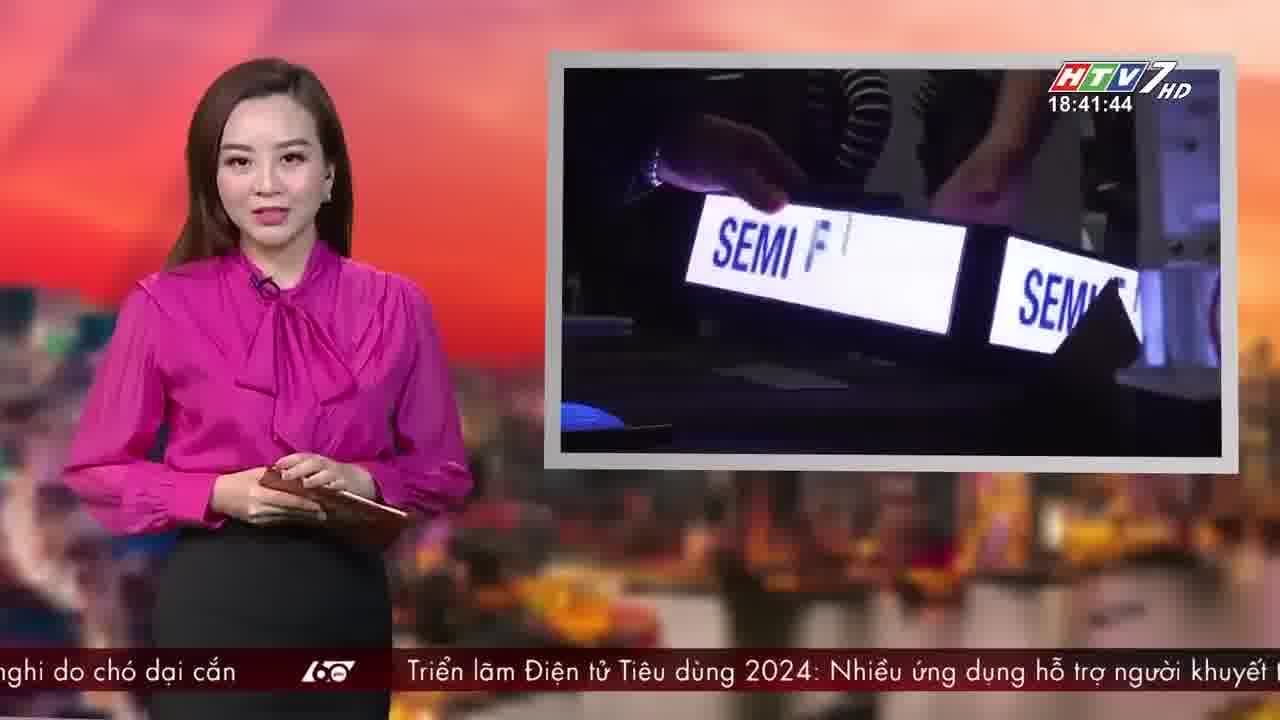 HTV7 HD
18:41:44
SEMI F
SEMI
nghi do chó dại cắn
60 Triển lãm Điện tử Tiêu dùng 2024: Nhiều ứng dụng hỗ trợ người khuyết